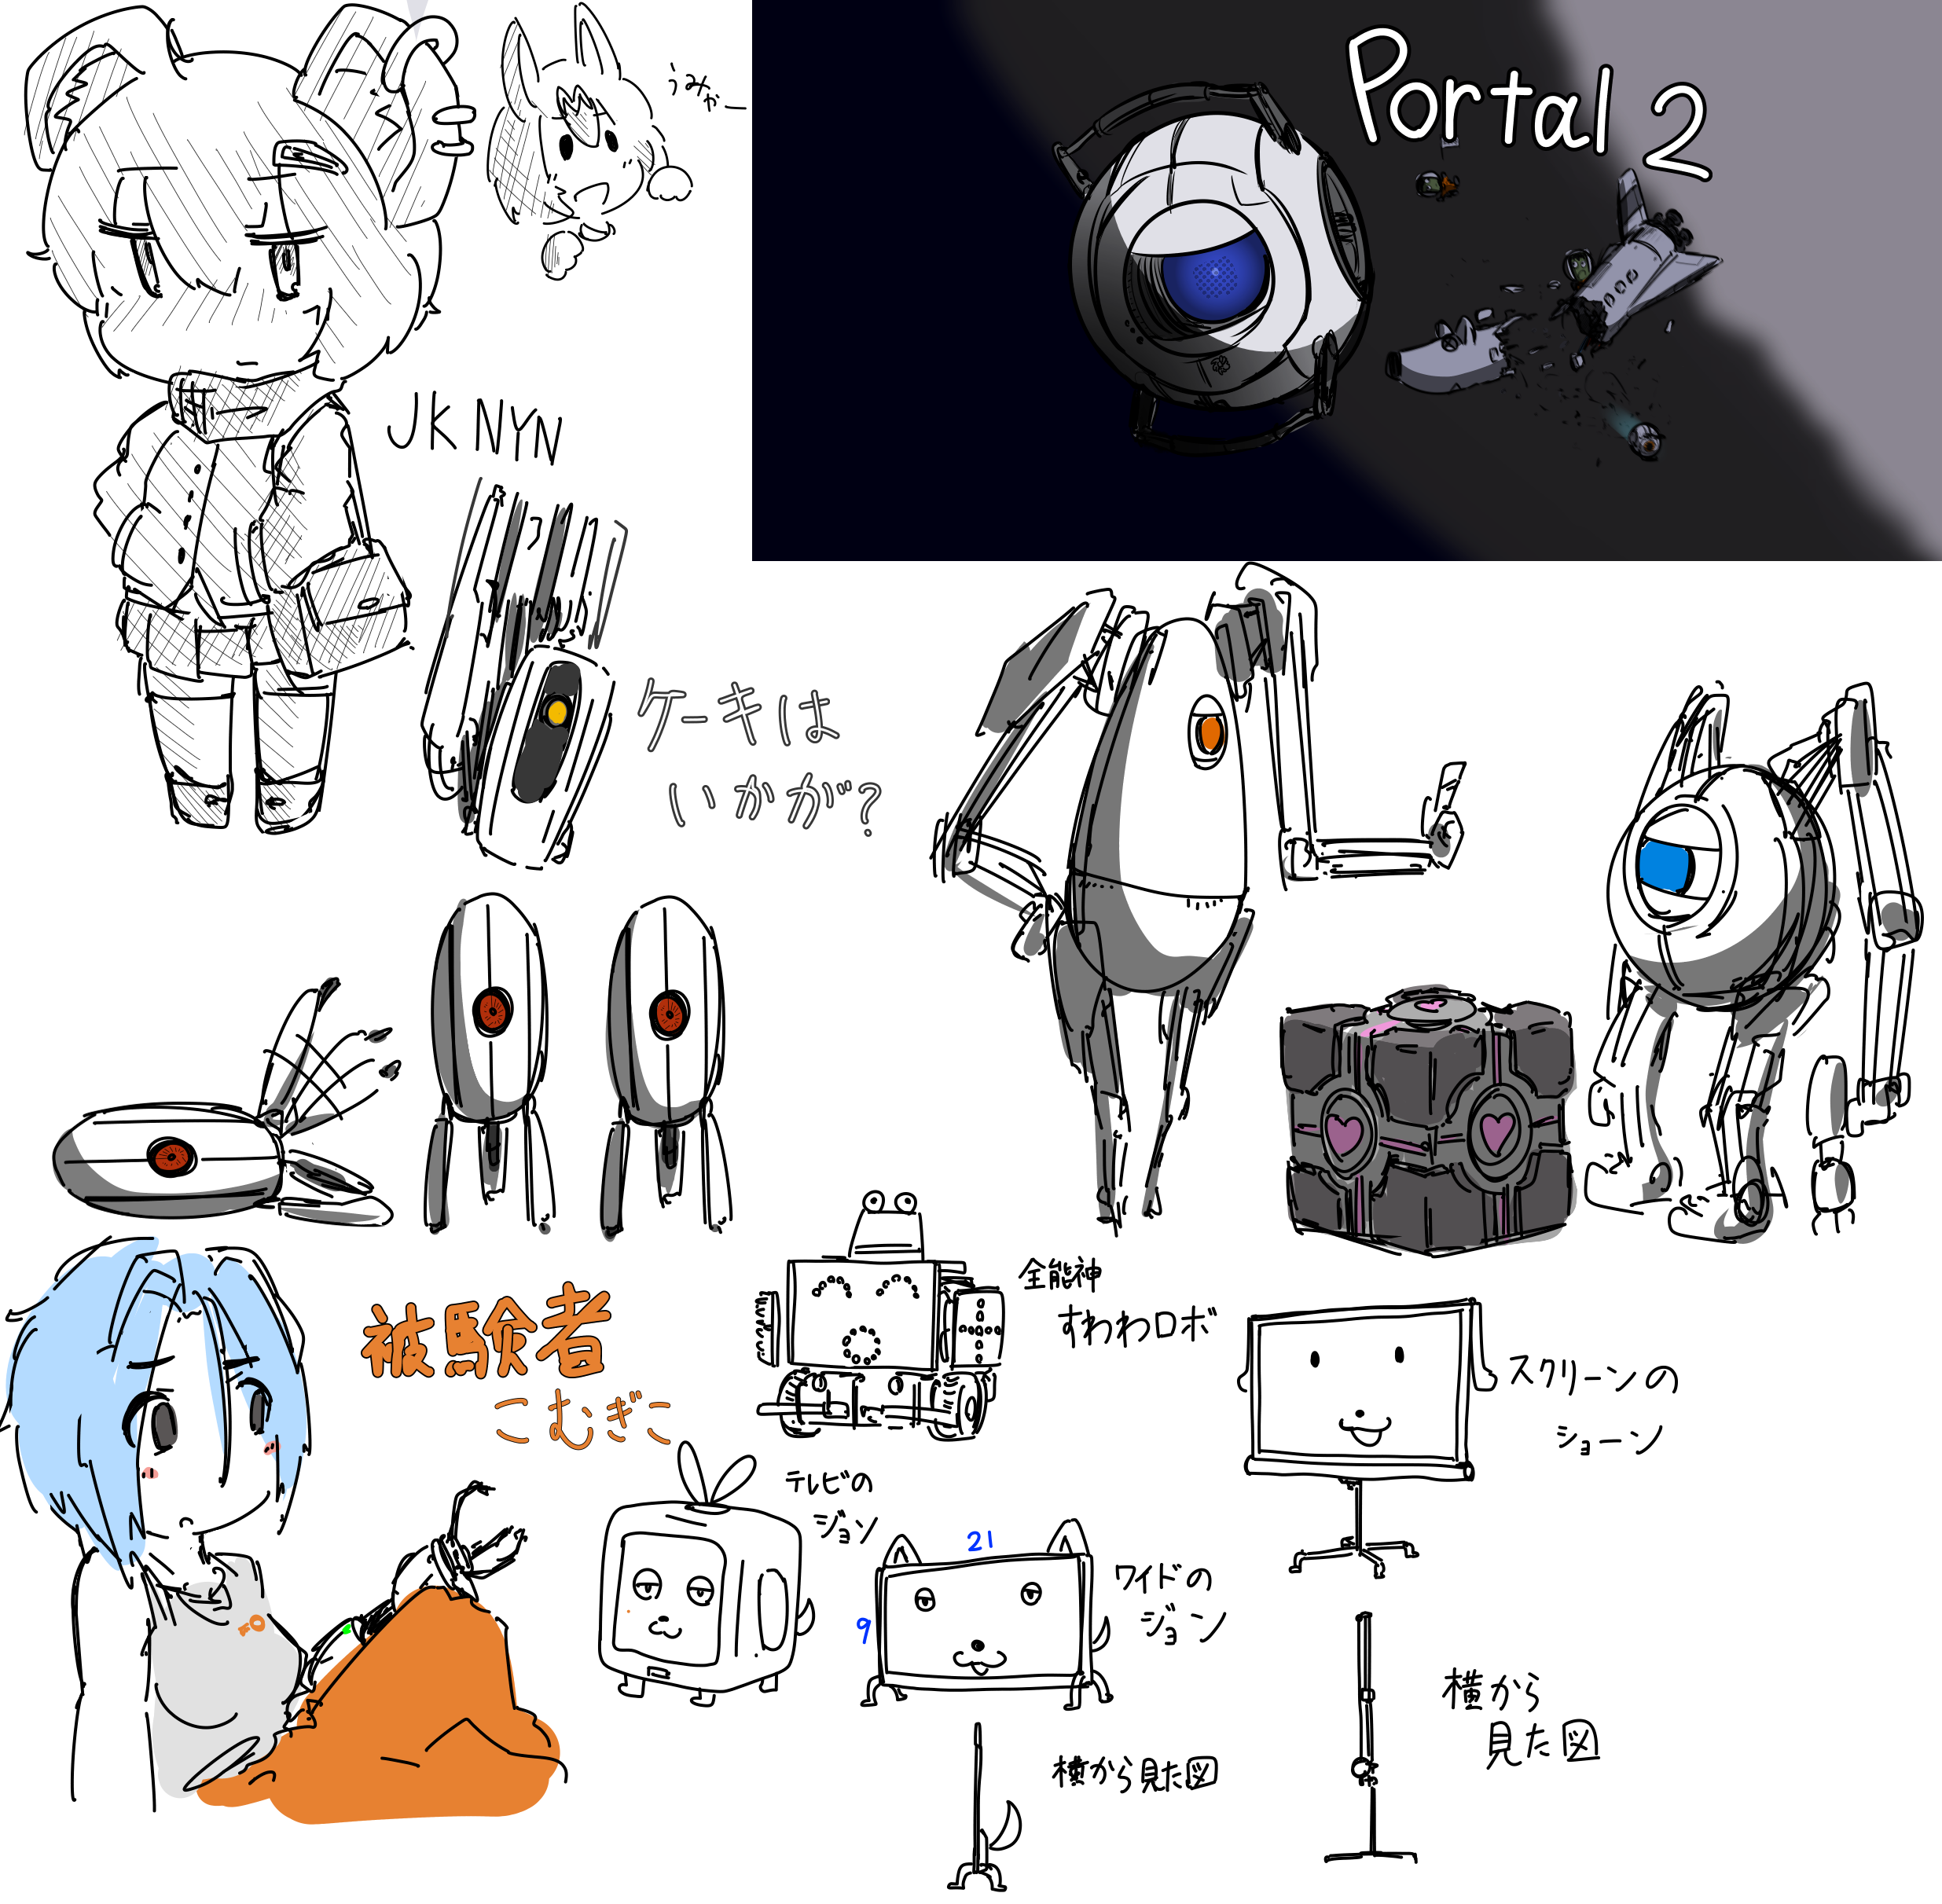 うみゃー
Portal 2
JK NYN
ケーキは
いかが?
被験者
こむぎこ
全能神
すわわロボ
スクリーンの
ショーン
テレビの
ジョン
21
9
ワイドの
ジョン
横から
見た図
横から見た図